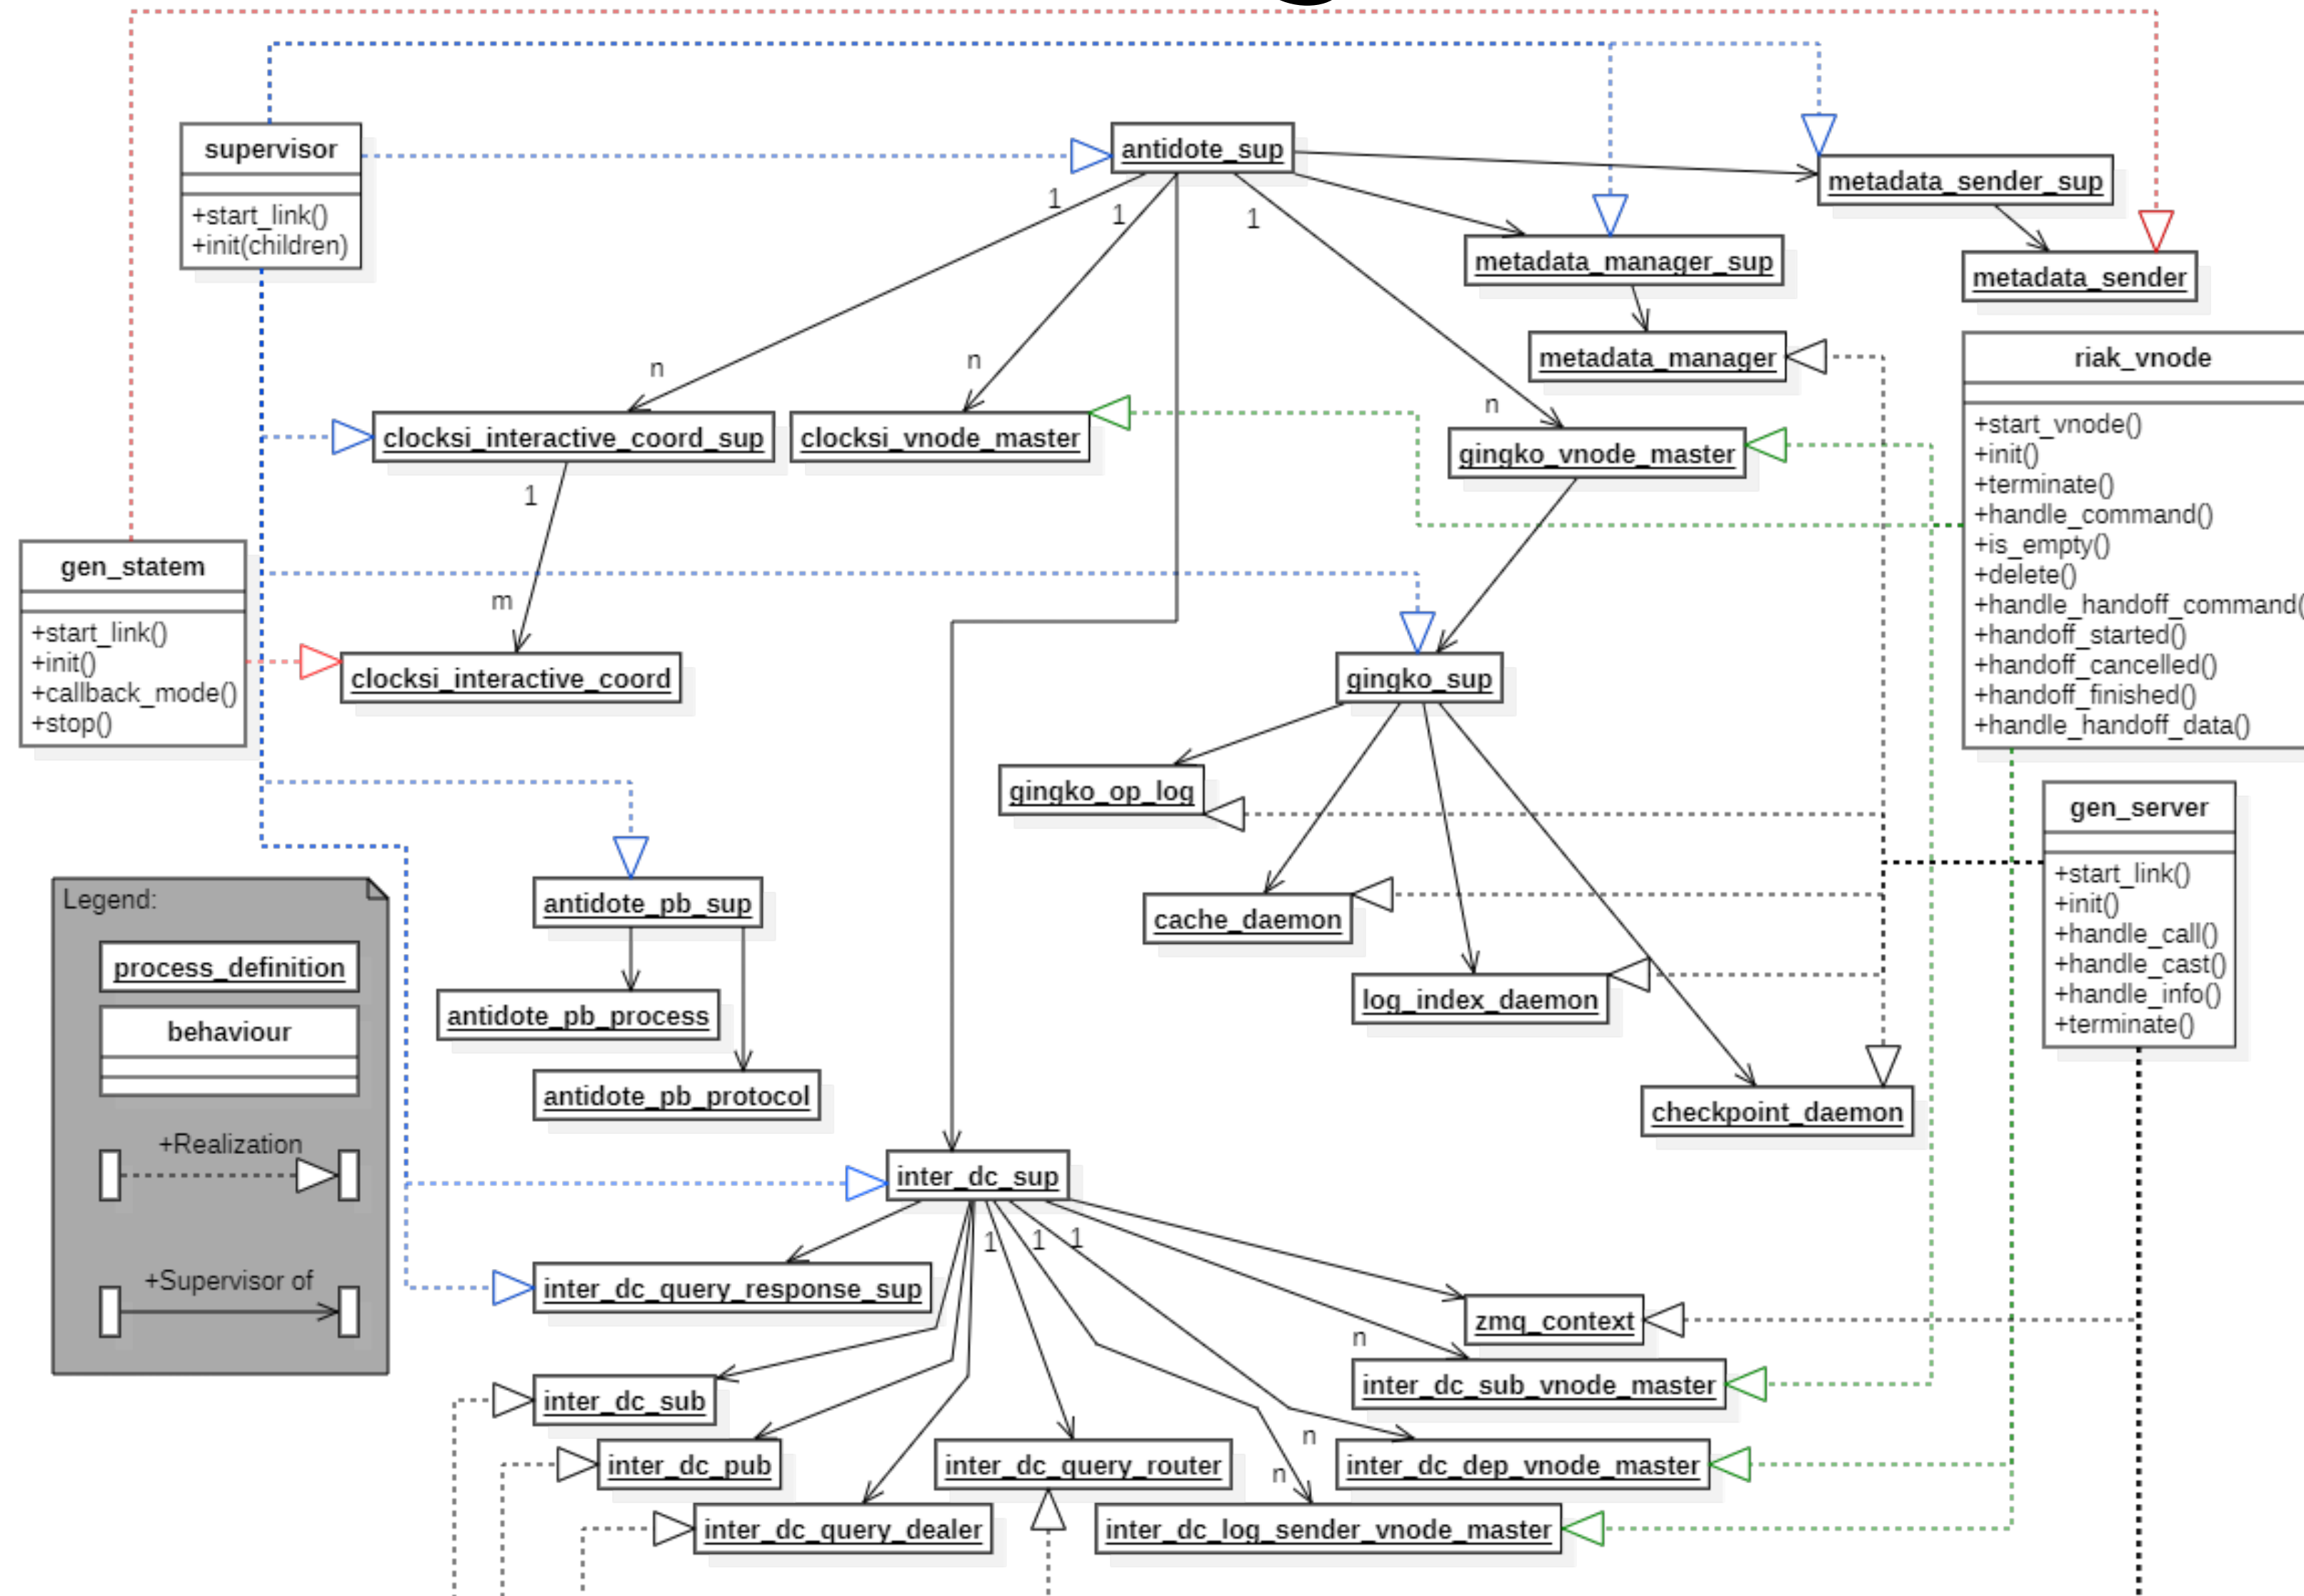 supervisor
+start_link()
+init(children)
antidote_sup
metadata_sender_sup
metadata_sender
metadata_manager_sup
metadata_manager
1
1
1
n
n
n
clocksi_interactive_coord_sup
clocksi_vnode_master
gingko_vnode_master
riak_vnode
+start_vnode()
+init()
+terminate()
+handle_command()
+is_empty()
+delete()
+handle_handoff_command(
+handoff_started()
+handoff_cancelled()
+handoff_finished()
+handle_handoff_data()
1
m
gen_statem
+start_link()
+init()
+callback_mode()
+stop()
clocksi_interactive_coord
gingko_sup
gingko_op_log
cache_daemon
log_index_daemon
checkpoint_daemon
gen_server
+start_link()
+init()
+handle_call()
+handle_cast()
+handle_info()
+terminate()
antidote_pb_sup
antidote_pb_process
antidote_pb_protocol
Legend:
process_definition
behaviour
+Realization
+Supervisor of
inter_dc_sup
1
1
1
inter_dc_query_response_sup
zmq_context
n
inter_dc_sub_vnode_master
inter_dc_sub
n
inter_dc_pub
inter_dc_query_router
n
inter_dc_dep_vnode_master
inter_dc_query_dealer
inter_dc_log_sender_vnode_master